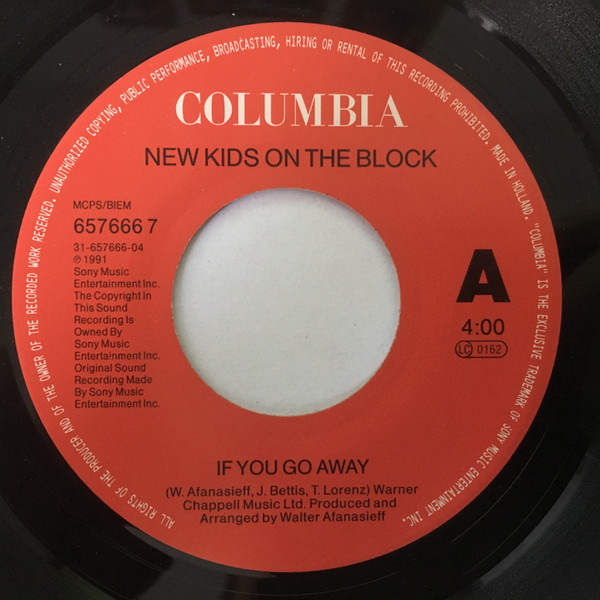 COLUMBIA
NEW KIDS ON THE BLOCK
MCPS/BIEM
657666 7
31-657666-04
℗ 1991
Sony Music
Entertainment Inc.
The Copyright In
This Sound
Recording Is
Owned By
Sony Music
Entertainment Inc.
Original Sound
Recording Made
By Sony Music
Entertainment Inc.
A
4:00
LC 0162
IF YOU GO AWAY
(W. Afanasieff, J. Bettis, T. Lorenz) Warner
Chappell Music Ltd. Produced and
Arranged by Walter Afanasieff
ALL RIGHTS OF THE PRODUCER AND OF THE OWNER OF THE RECORDED WORK RESERVED. UNAUTHORIZED COPYING, PUBLIC PERFORMANCE, BROADCASTING, HIRING OR RENTAL OF THIS RECORDING PROHIBITED. MADE IN HOLLAND. "COLUMBIA" IS THE EXCLUSIVE TRADEMARK OF SONY MUSIC ENTERTAINMENT INC.